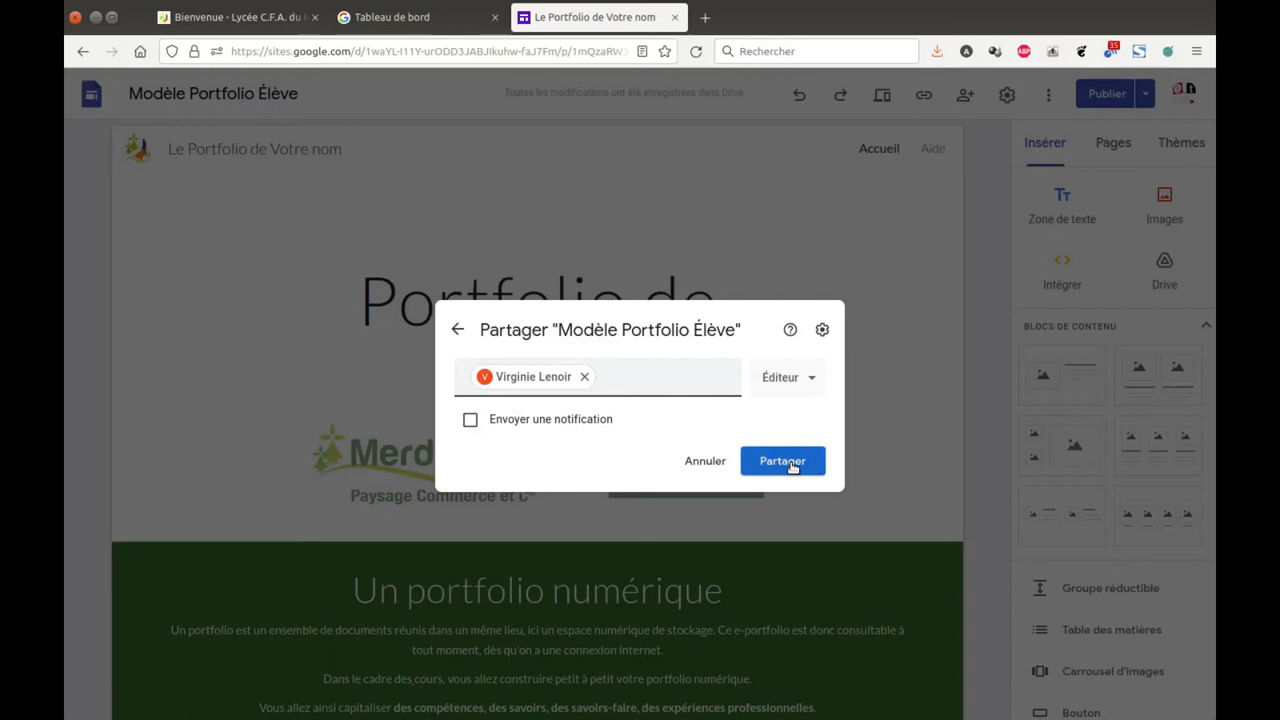 Bienvenue - Lycée C.F.A. du
Tableau de bord
Le Portfolio de Votre nom
https://sites.google.com/d/1waYL-I11Y-urODD3JABJIkuhw-faJ7Fm/p/1mQzaRW
Rechercher
A
ABP
35
S
Modèle Portfolio Élève
Toutes les modifications ont été enregistrées dans Drive
Publier
Le Portfolio de Votre nom
Accueil
Aide
Insérer
Pages
Thèmes
Zone de texte
Images
Intégrer
Drive
BLOCS DE CONTENU
Portfolio de
Partager "Modèle Portfolio Élève"
V
Virginie Lenoir
Éditeur
Envoyer une notification
Annuler
Partager
Merd
Paysage Commerce et C
Un portfolio numérique
Un portfolio est un ensemble de documents réunis dans un même lieu, ici un espace numérique de stockage. Ce e-portfolio est donc consultable à
tout moment, dès qu'on a une connexion internet.
Dans le cadre des cours, vous allez construire petit à petit votre portfolio numérique.
Vous allez ainsi capitaliser des compétences, des savoirs, des savoirs-faire, des expériences professionnelles.
Groupe réductible
Table des matières
Carrousel d'images
Bouton